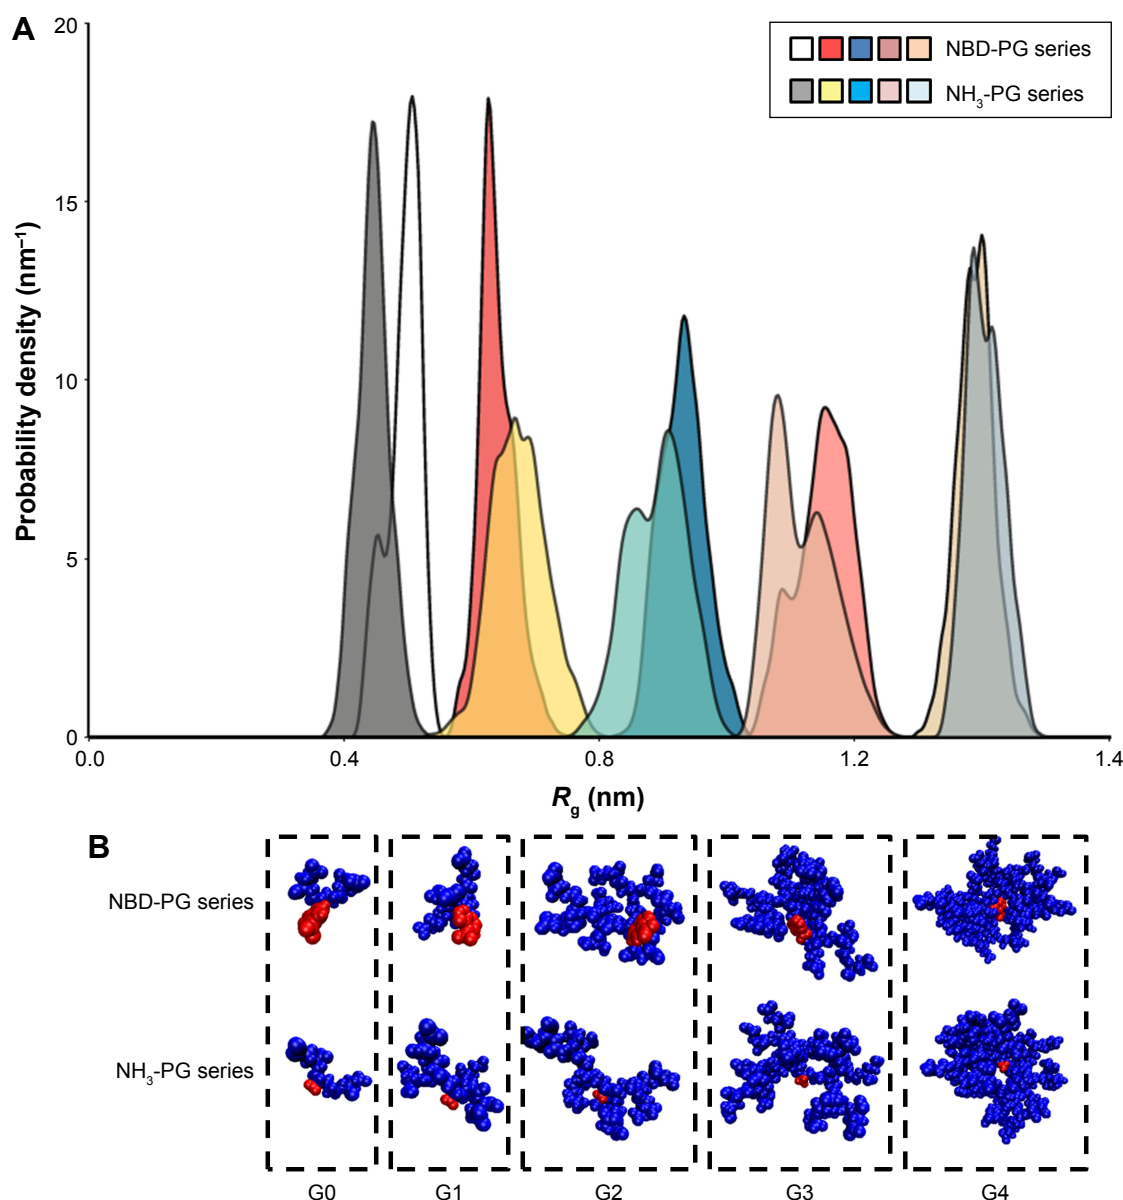 A
20
15
10
5
0
Probability density (nm⁻¹)
NBD-PG series
NH₃-PG series
0.0 0.4 0.8 1.2 1.4
Rg (nm)
B
NBD-PG series
NH₃-PG series
G0 G1 G2 G3 G4